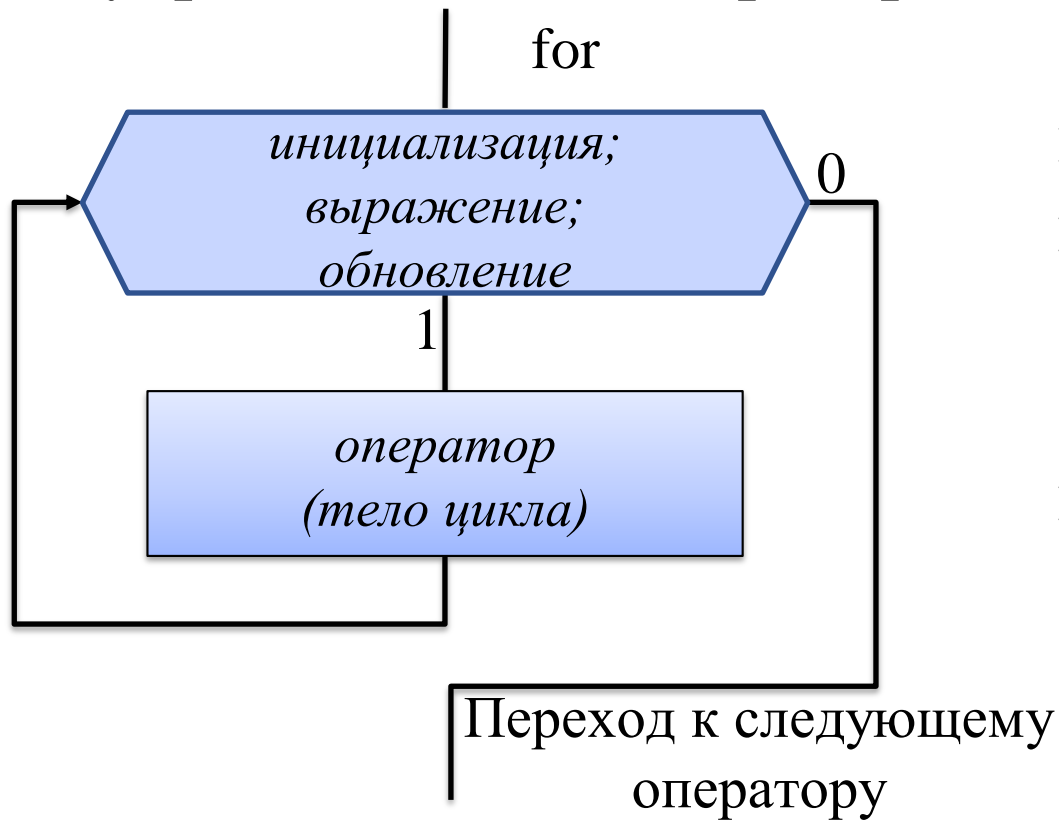 for
инициализация;
выражение;
обновление
0
1
оператор
(тело цикла)
Переход к следующему
оператору